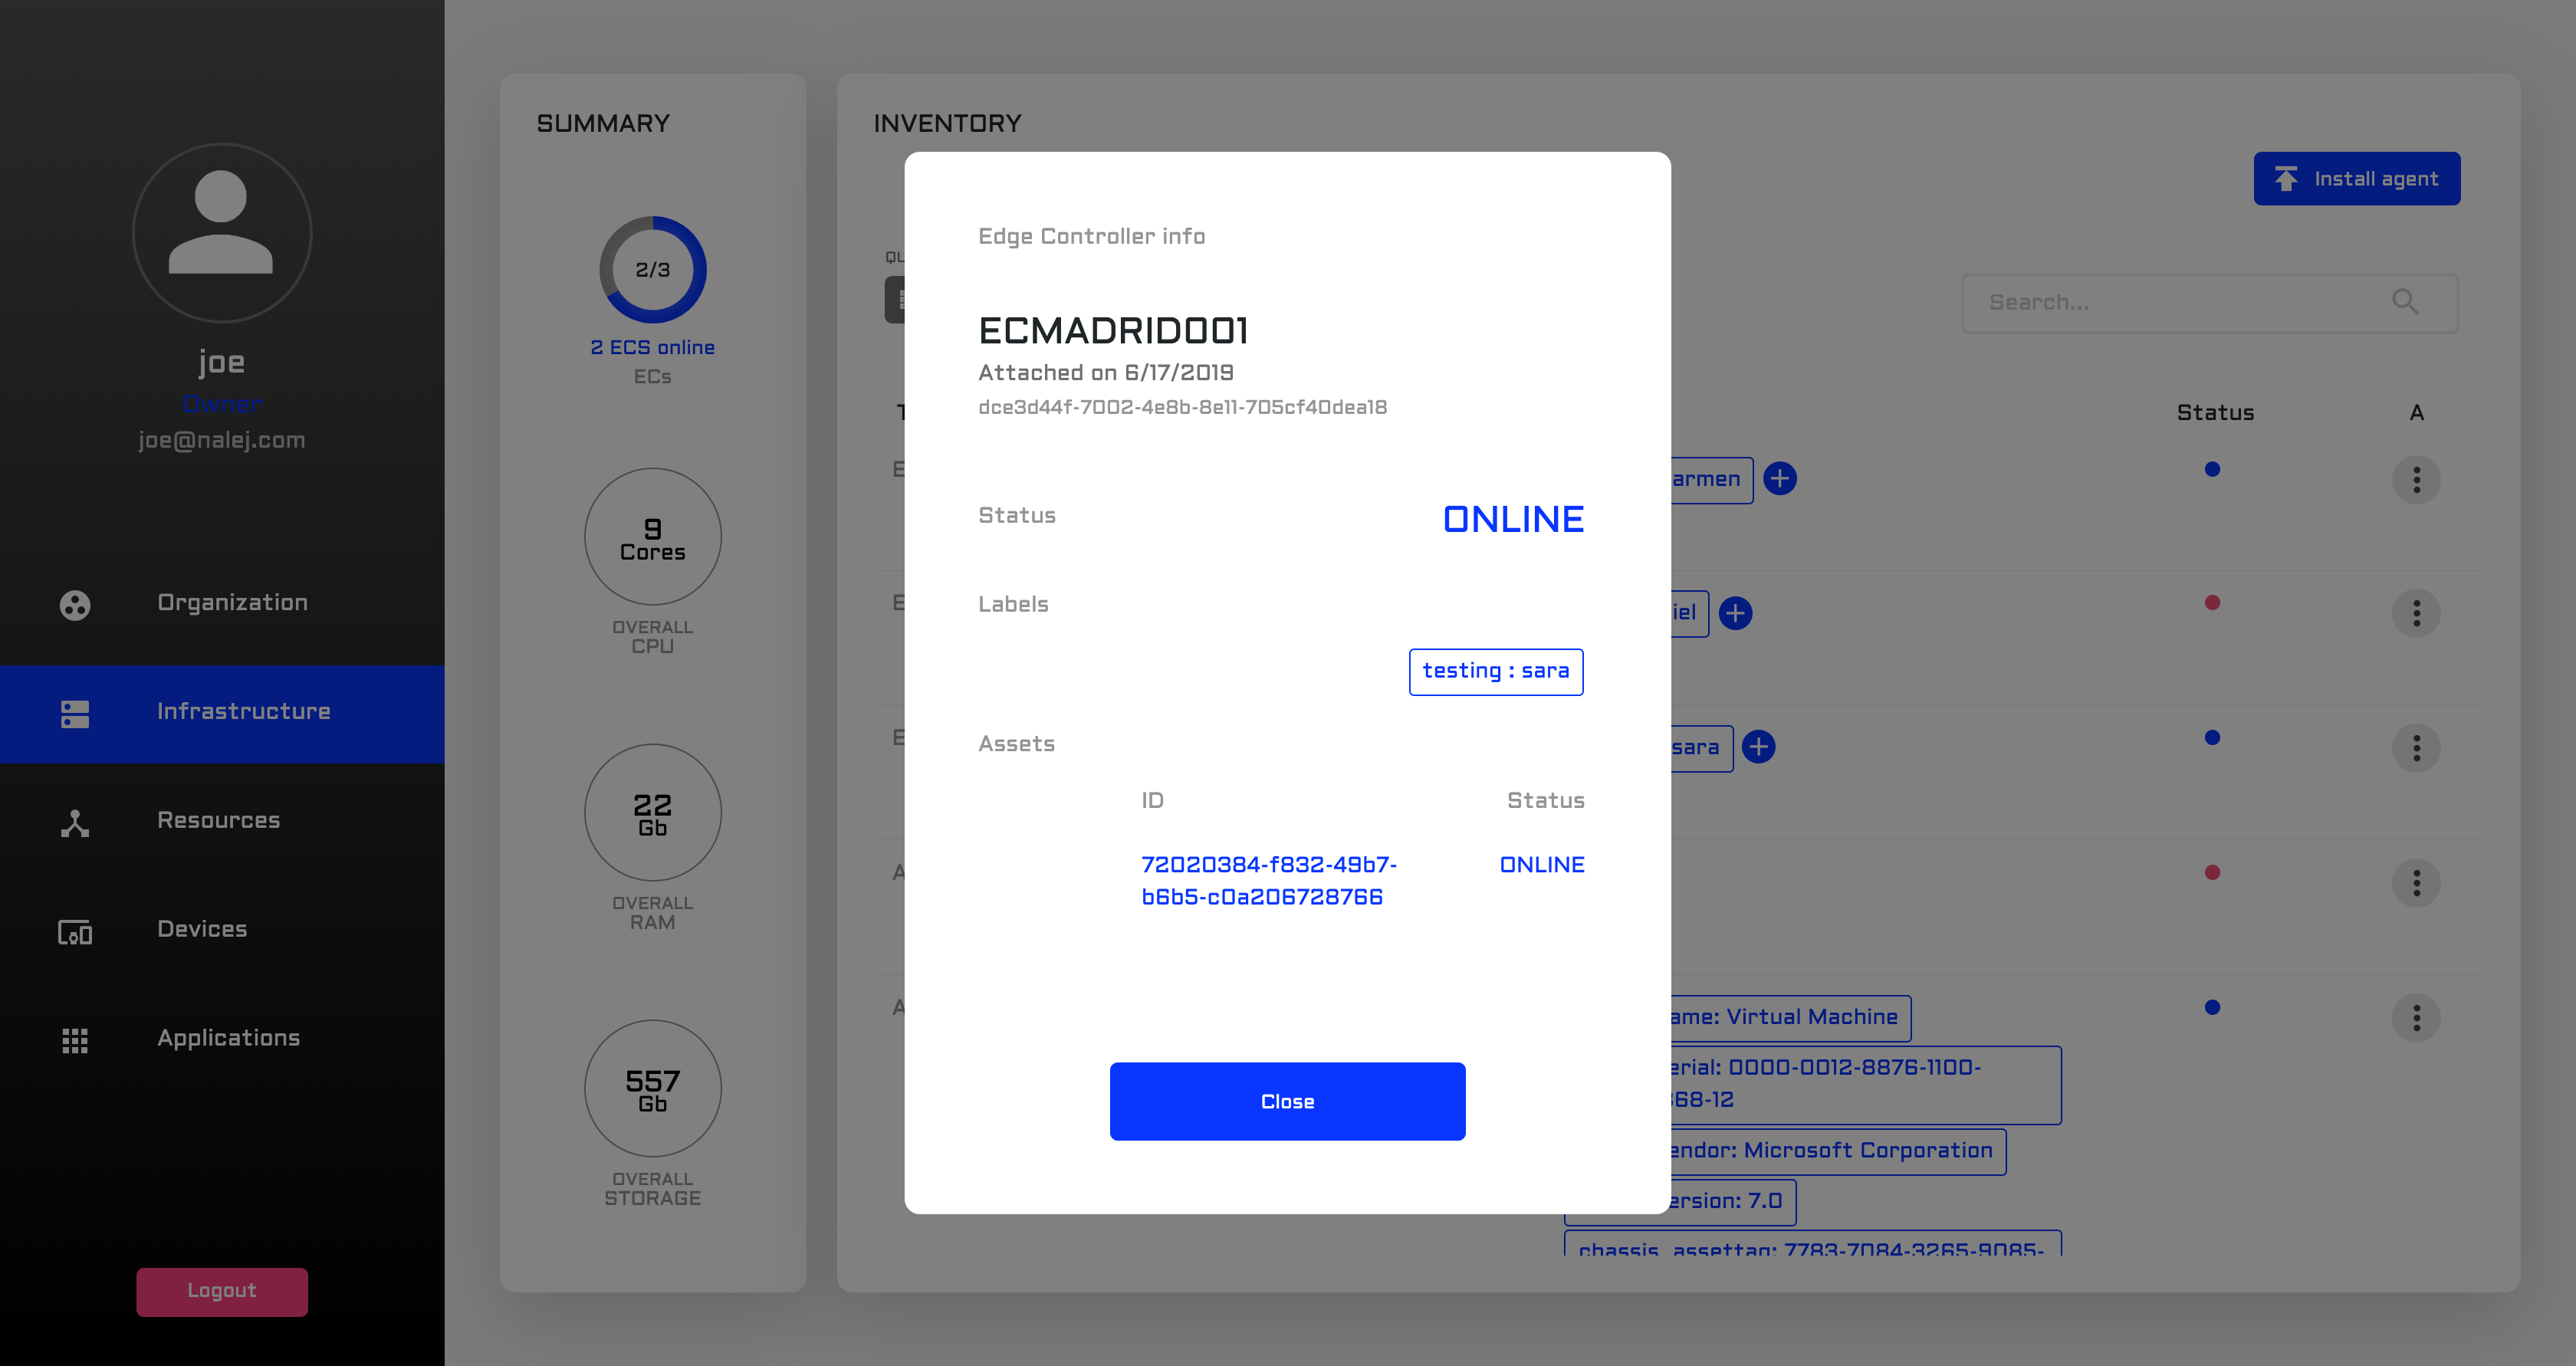 joe
Owner
joe@nalej.com
Organization
Infrastructure
Resources
Devices
Applications
Logout
SUMMARY
2/3
2 ECS online
ECs
9
Cores
OVERALL
CPU
22
Gb
OVERALL
RAM
557
Gb
OVERALL
STORAGE
INVENTORY
Install agent
Search...
Status
A
Edge Controller info
ECMADRID001
Attached on 6/17/2019
dce3d44f-7002-4e8b-8e11-705cf40dea18
Status
ONLINE
Labels
testing : sara
Assets
ID
Status
72020384-f832-49b7-
b6b5-c0a206728766
ONLINE
Close
armen
iel
sara
ame: Virtual Machine
erial: 0000-0012-8876-1100-
68-12
endor: Microsoft Corporation
ersion: 7.0
chassis_assettag: 7783-7084-3265-9085-